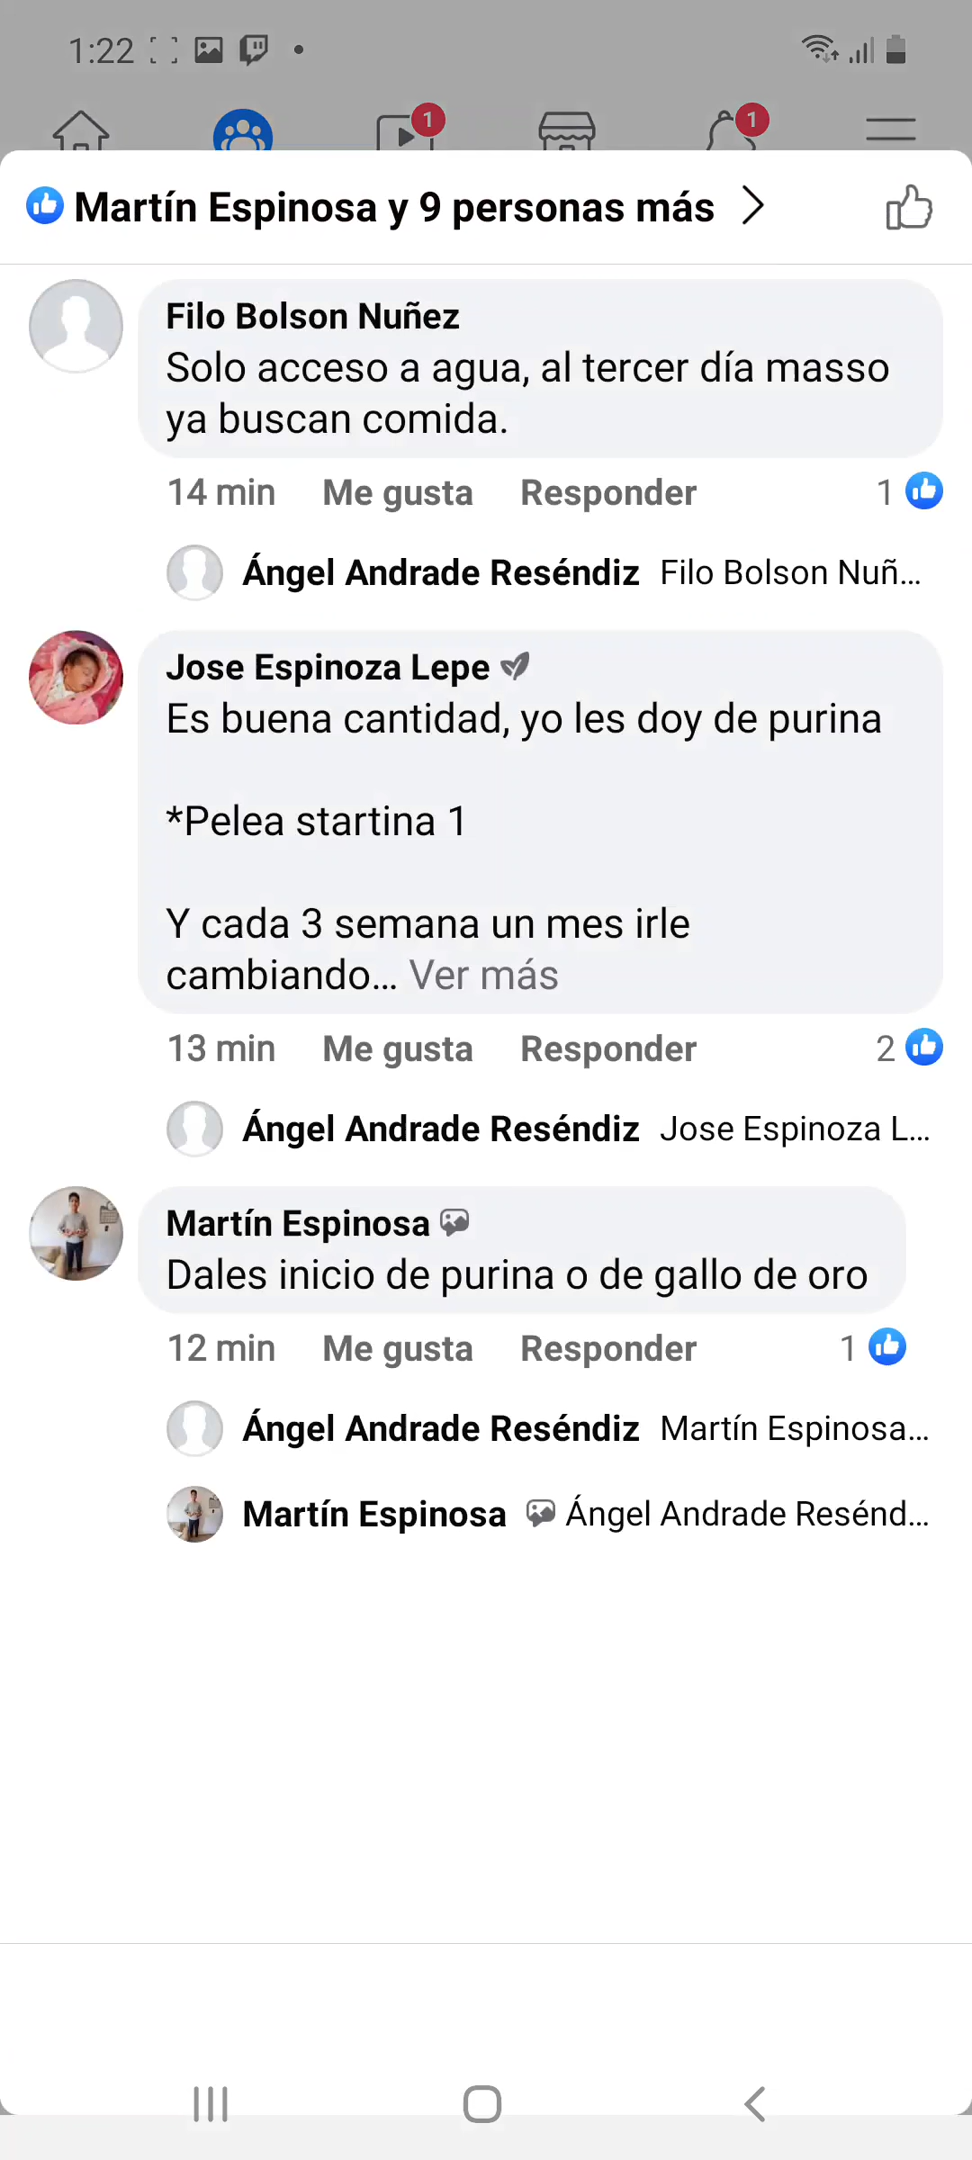 1:22
1
1
Martín Espinosa y 9 personas más
Filo Bolson Nuñez
Solo acceso a agua, al tercer día masso
ya buscan comida.
14 min Me gusta Responder 1
Ángel Andrade Reséndiz Filo Bolson Nuñ...
Jose Espinoza Lepe
Es buena cantidad, yo les doy de purina
*Pelea startina 1
Y cada 3 semana un mes irle
cambiando... Ver más
13 min Me gusta Responder 2
Ángel Andrade Reséndiz Jose Espinoza L...
Martín Espinosa
Dales inicio de purina o de gallo de oro
12 min Me gusta Responder 1
Ángel Andrade Reséndiz Martín Espinosa...
Martín Espinosa Ángel Andrade Resénd...